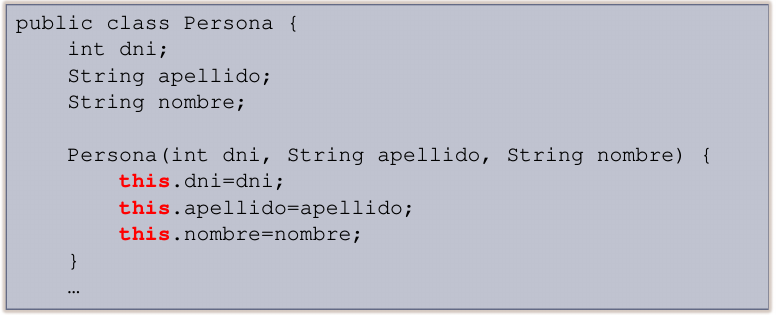 public class Persona {
    int dni;
    String apellido;
    String nombre;

    Persona(int dni, String apellido, String nombre) {
        this.dni=dni;
        this.apellido=apellido;
        this.nombre=nombre;
    }
    …